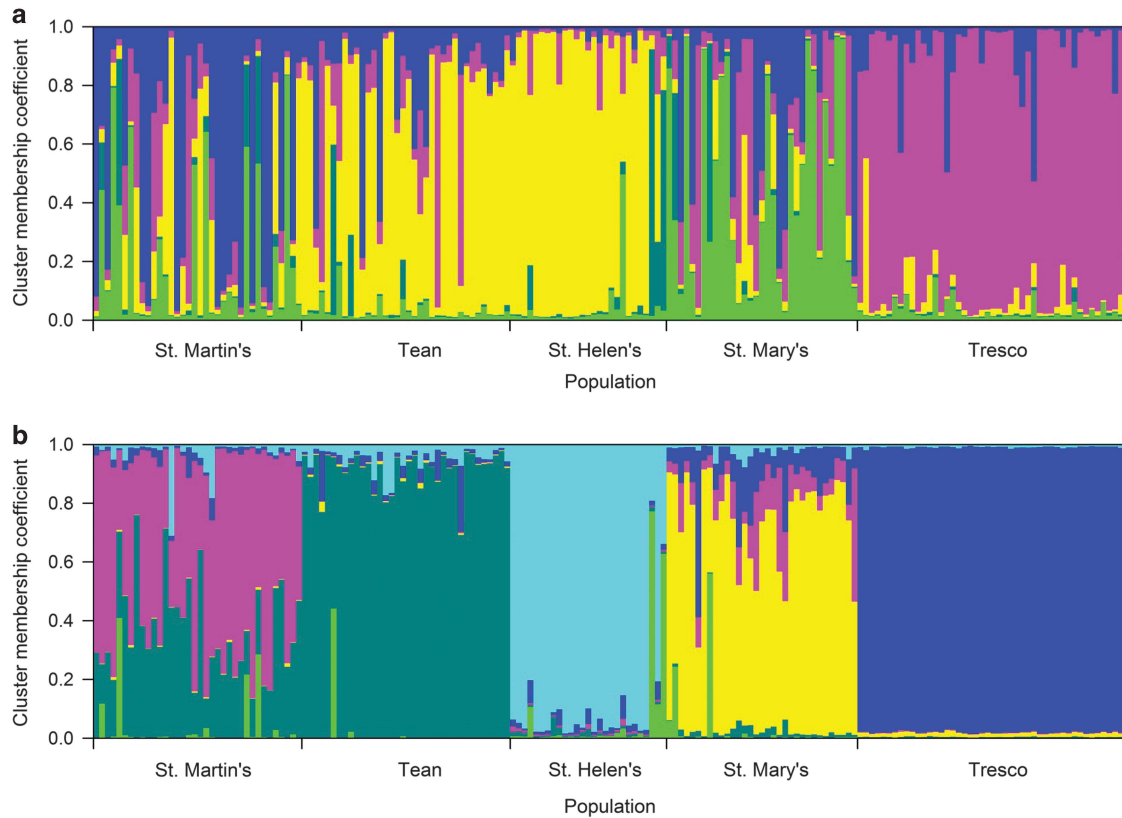 a
1.0
0.8
0.6
0.4
0.2
0.0
Cluster membership coefficient
St. Martin's Tean St. Helen's St. Mary's Tresco
Population
b
1.0
0.8
0.6
0.4
0.2
0.0
Cluster membership coefficient
St. Martin's Tean St. Helen's St. Mary's Tresco
Population